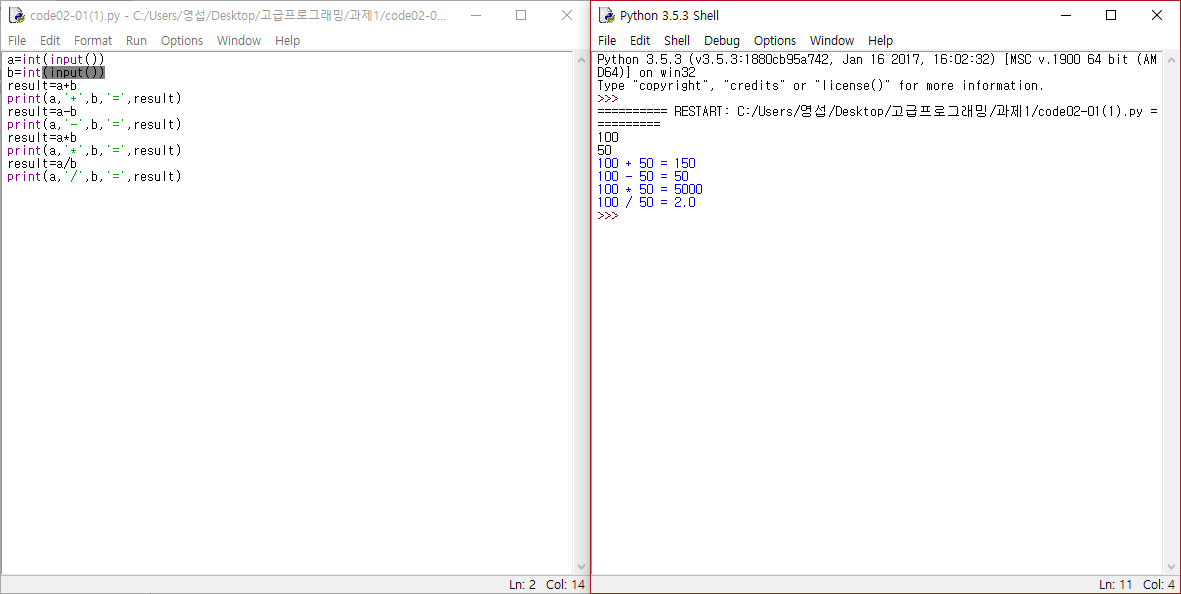 code02-01(1).py - C:/Users/영섭/Desktop/고급프로그래밍/과제1/code02-0...
File Edit Format Run Options Window Help
a=int(input())
b=int(input())
result=a+b
print(a,'+',b,'=',result)
result=a-b
print(a,'-',b,'=',result)
result=a*b
print(a,'*',b,'=',result)
result=a/b
print(a,'/',b,'=',result)
Ln: 2 Col: 14
Python 3.5.3 Shell
File Edit Shell Debug Options Window Help
Python 3.5.3 (v3.5.3:1880cb95a742, Jan 16 2017, 16:02:32) [MSC v.1900 64 bit (AM
D64)] on win32
Type "copyright", "credits" or "license()" for more information.
>>>
========== RESTART: C:/Users/영섭/Desktop/고급프로그래밍/과제1/code02-01(1).py =
=========
100
50
100 + 50 = 150
100 - 50 = 50
100 * 50 = 5000
100 / 50 = 2.0
>>>
Ln: 11 Col: 4